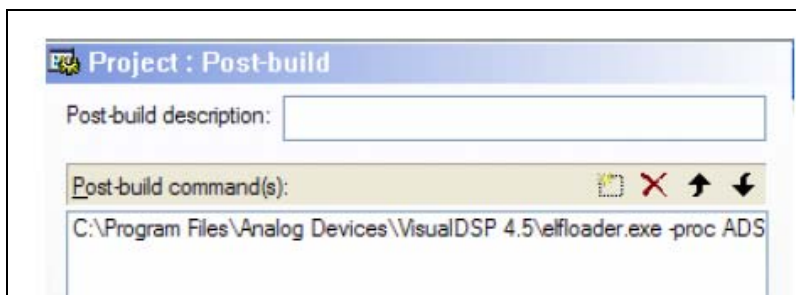 Project : Post-build
Post-build description:
Post-build command(s):
C:\Program Files\Analog Devices\VisualDSP 4.5\elfloader.exe -proc ADS